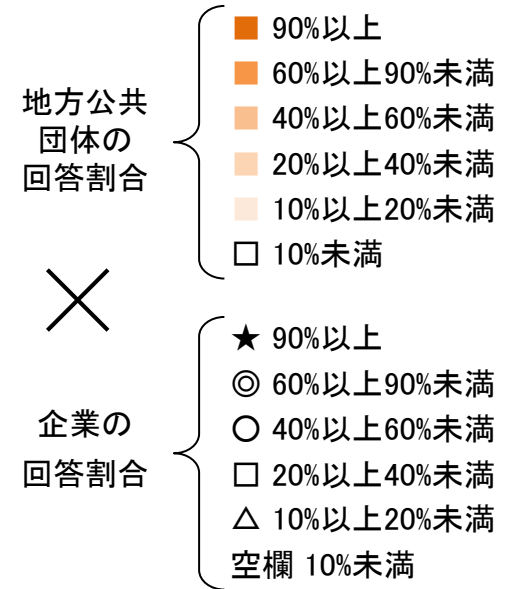 地方公共
団体の
回答割合
■ 90%以上
■ 60%以上90%未満
■ 40%以上60%未満
■ 20%以上40%未満
■ 10%以上20%未満
□ 10%未満
×
企業の
回答割合
★ 90%以上
◎ 60%以上90%未満
○ 40%以上60%未満
□ 20%以上40%未満
△ 10%以上20%未満
空欄 10%未満